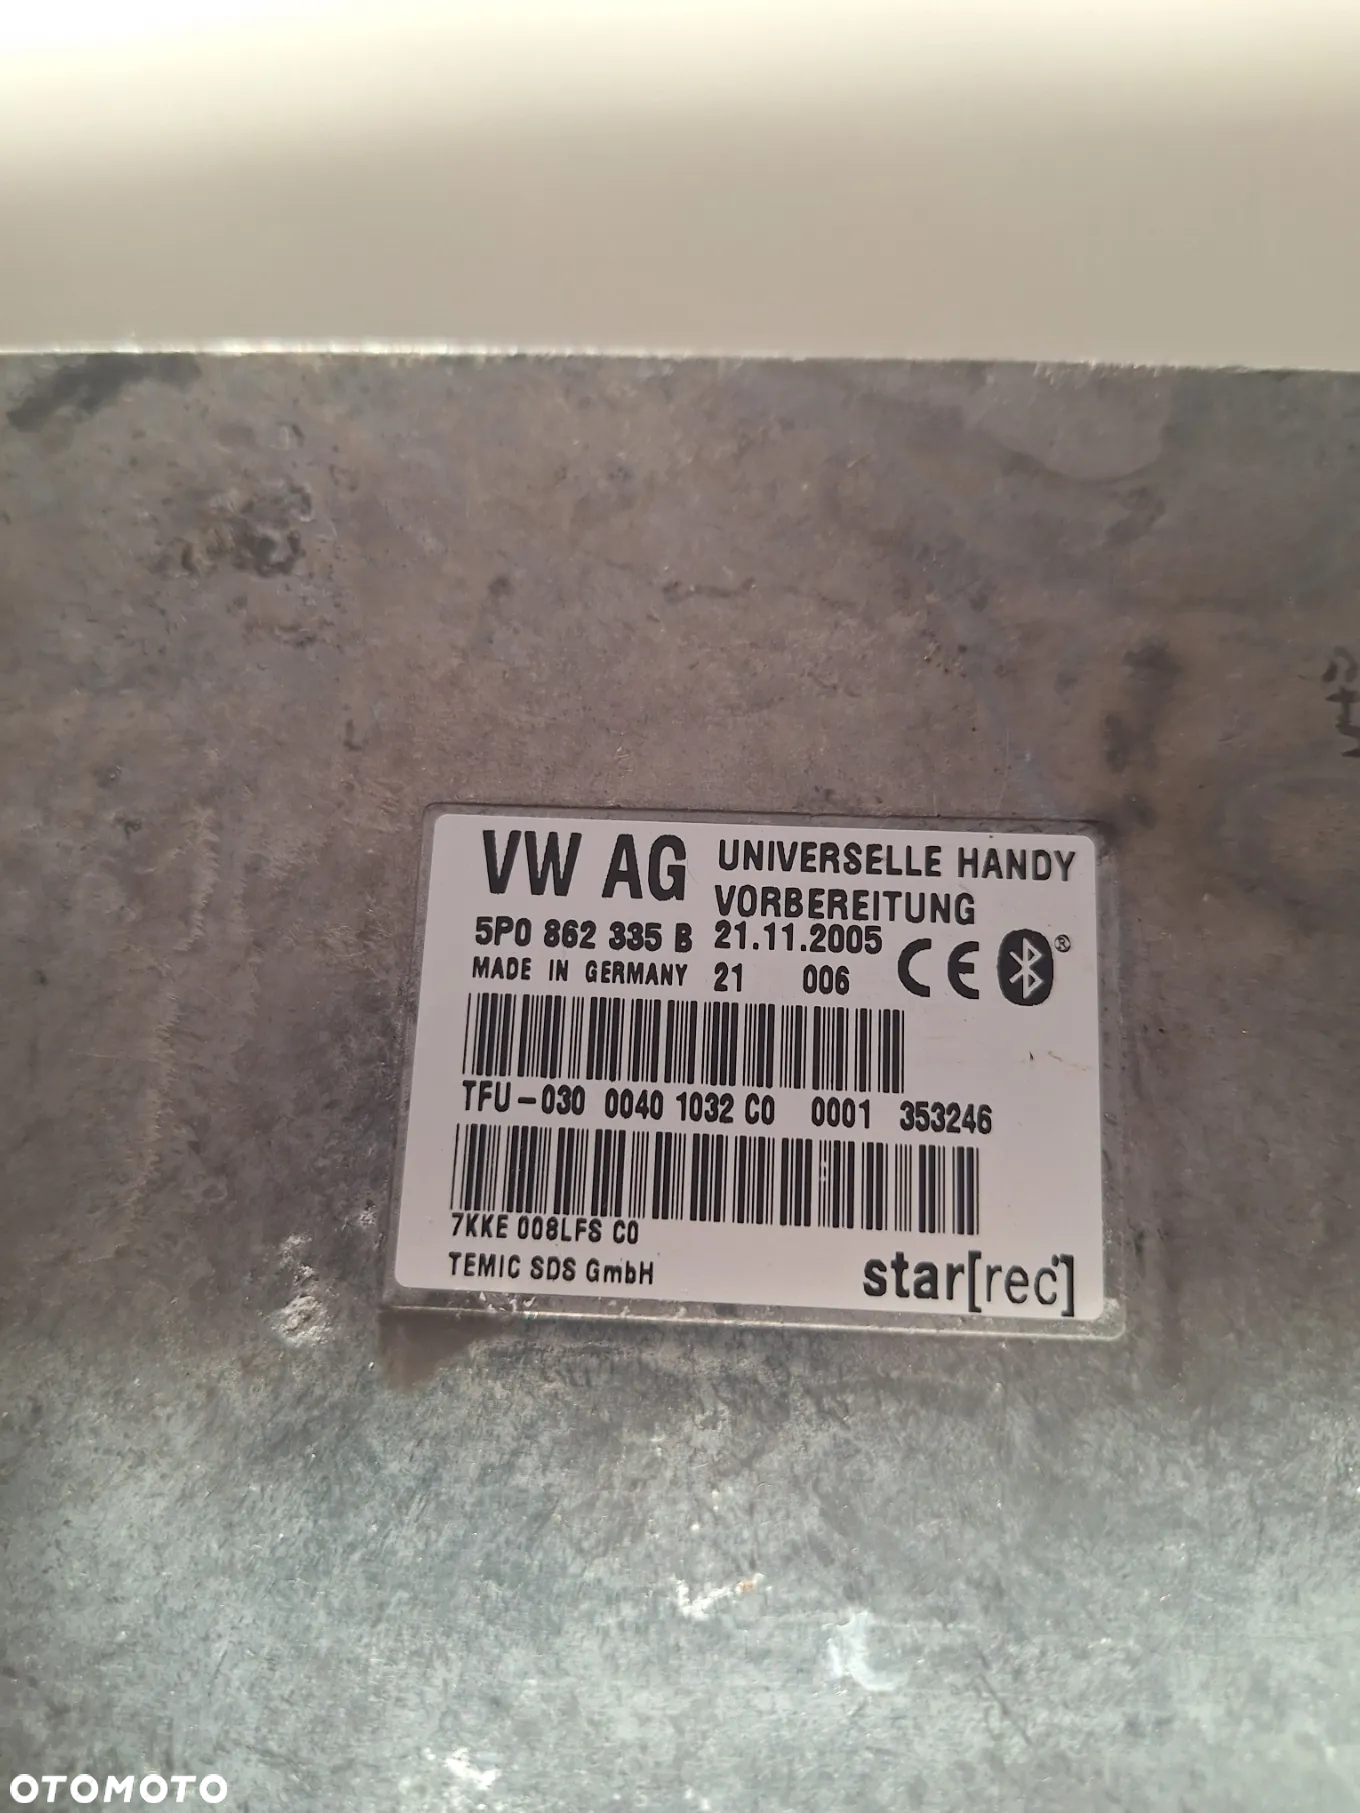 VW AG UNIVERSELLE HANDY
VORBEREITUNG
5P0 862 335 B 21.11.2005 CE ®
MADE IN GERMANY 21 006
TFU-030 0040 1032 C0 0001 353246
7KKE 008LFS C0
TEMIC SDS GmbH
star[rec]
OTOMOTO